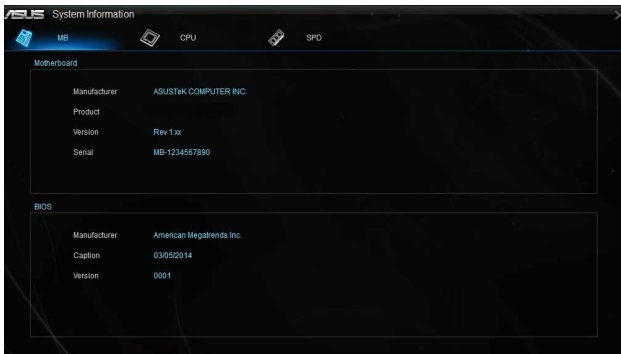 ASUS System Information
MB CPU SPD
Motherboard
Manufacturer ASUSTeK COMPUTER INC.
Product
Version Rev 1.xx
Serial MB-1234567890
BIOS
Manufacturer American Megatrends Inc.
Caption 03/05/2014
Version 0001